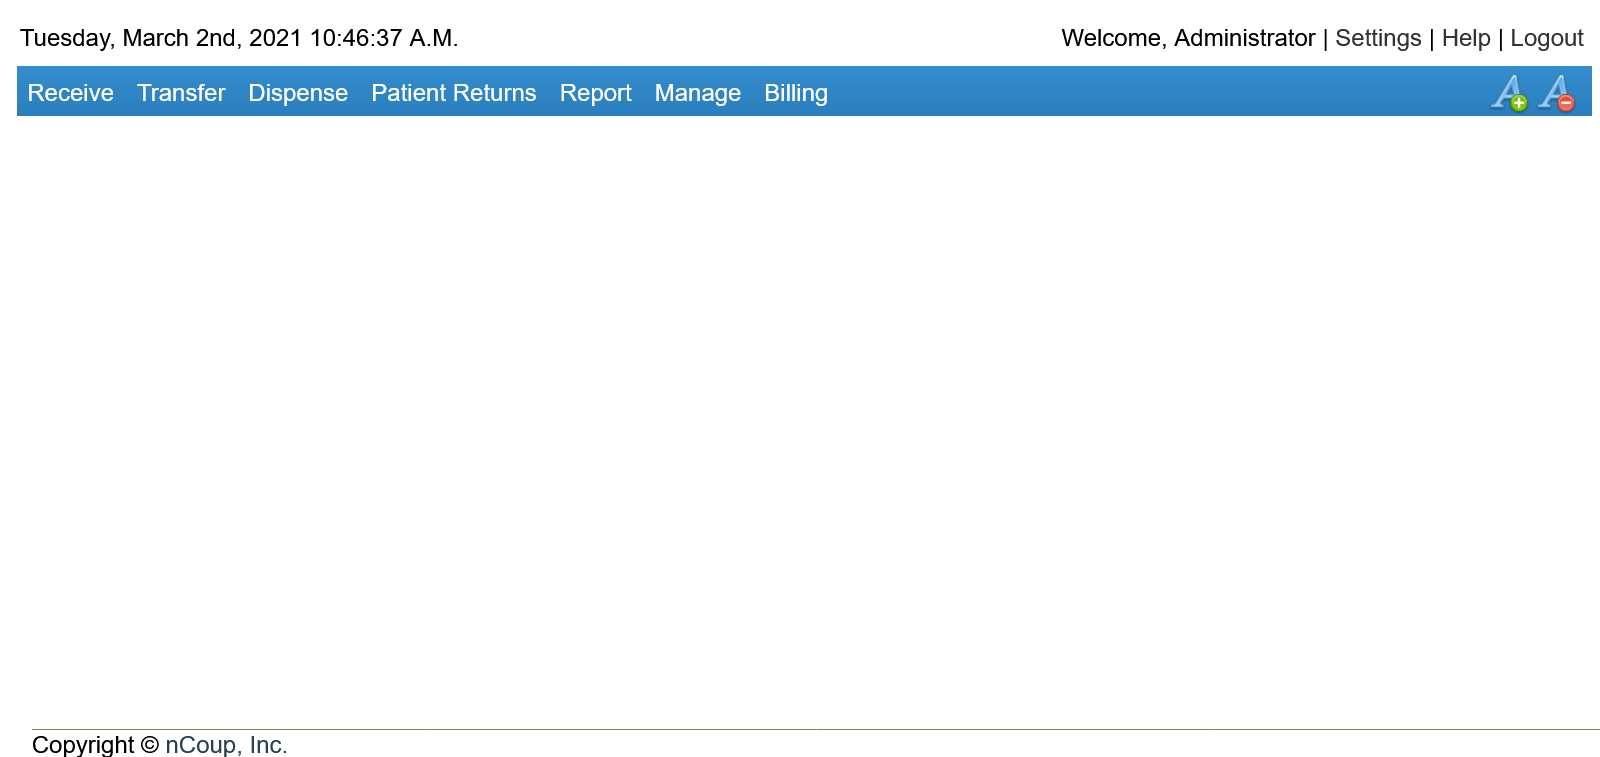 Tuesday, March 2nd, 2021 10:46:37 A.M. Welcome, Administrator | Settings | Help | Logout
Receive Transfer Dispense Patient Returns Report Manage Billing A A
Copyright © nCoup, Inc.